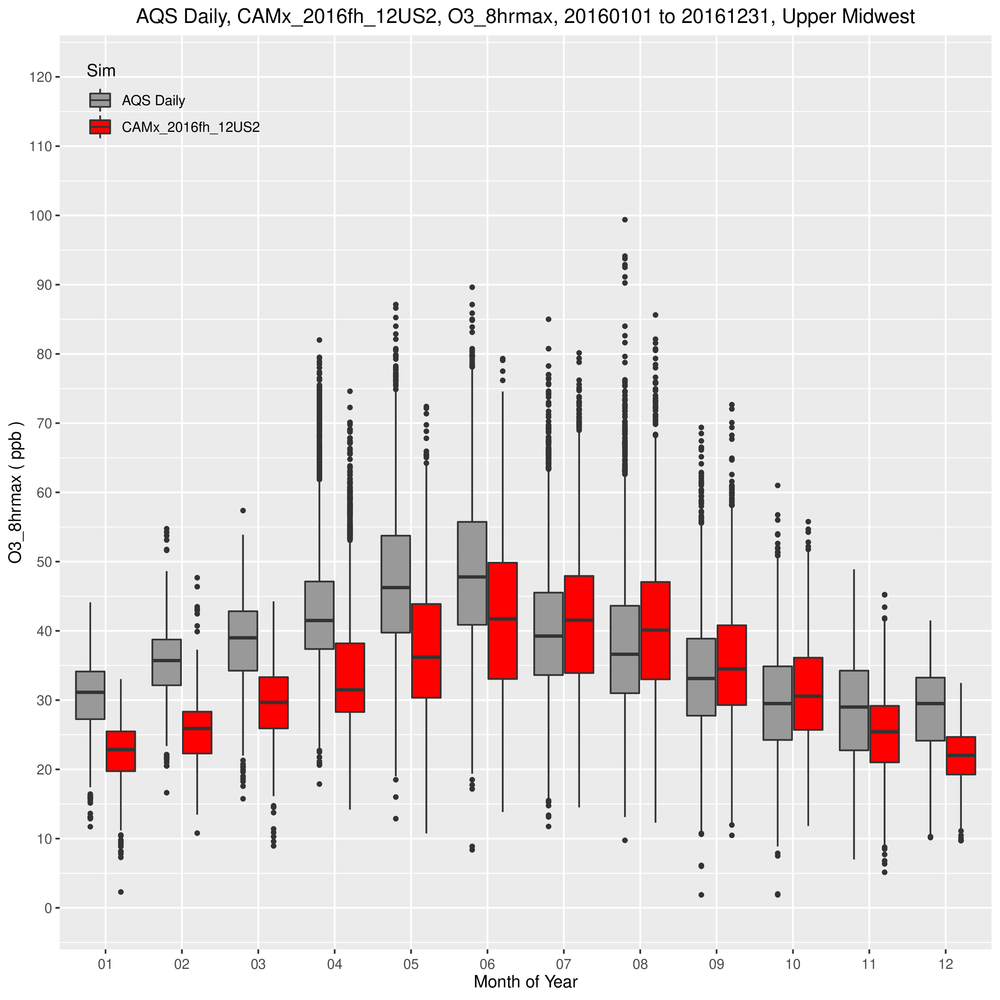 AQS Daily, CAMx_2016fh_12US2, O3_8hrmax, 20160101 to 20161231, Upper Midwest
Sim
AQS Daily
CAMx_2016fh_12US2
O3_8hrmax ( ppb )
120
110
100
90
80
70
60
50
40
30
20
10
0
01 02 03 04 05 06 07 08 09 10 11 12
Month of Year